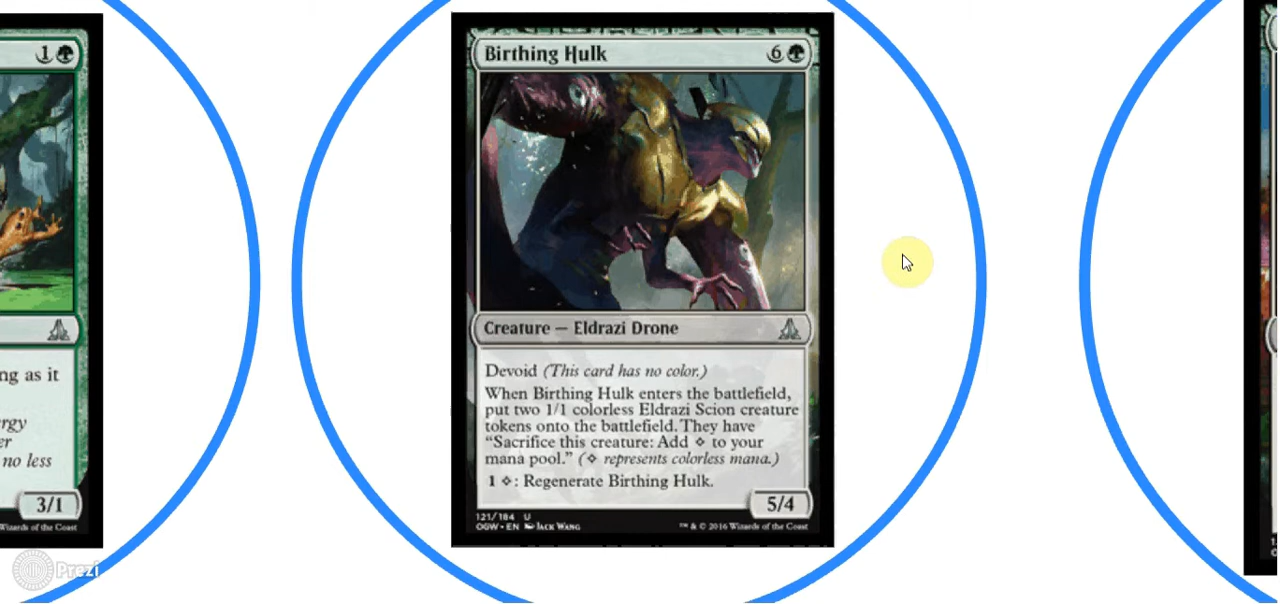 1
ng as it
rgy
er
no less
3/1
Wizards of the Coast
Prezi
Birthing Hulk
6
Creature — Eldrazi Drone
Devoid (This card has no color.)
When Birthing Hulk enters the battlefield,
put two 1/1 colorless Eldrazi Scion creature
tokens onto the battlefield. They have
“Sacrifice this creature: Add ◇ to your
mana pool.” (◇ represents colorless mana.)
1 ◇: Regenerate Birthing Hulk.
5/4
121/184 U
OGW • EN Jack Wang
™ & © 2016 Wizards of the Coast